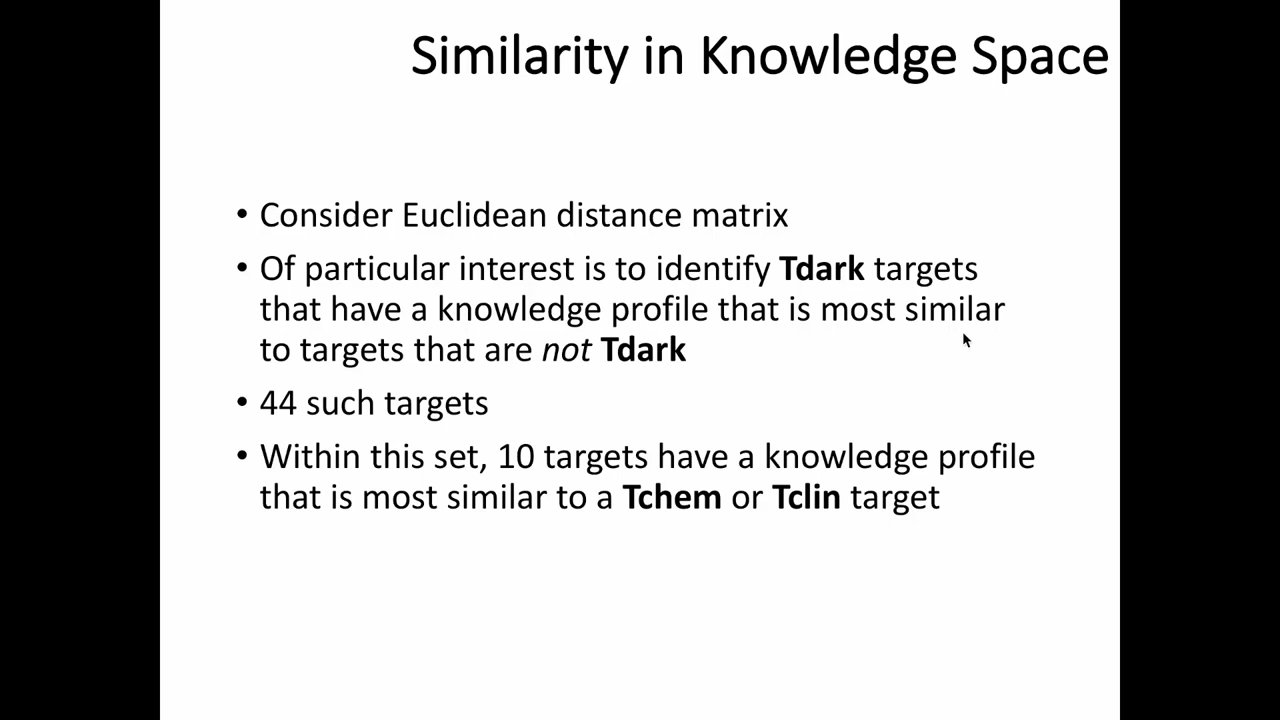 Similarity in Knowledge Space
• Consider Euclidean distance matrix
• Of particular interest is to identify Tdark targets
that have a knowledge profile that is most similar
to targets that are not Tdark
• 44 such targets
• Within this set, 10 targets have a knowledge profile
that is most similar to a Tchem or Tclin target